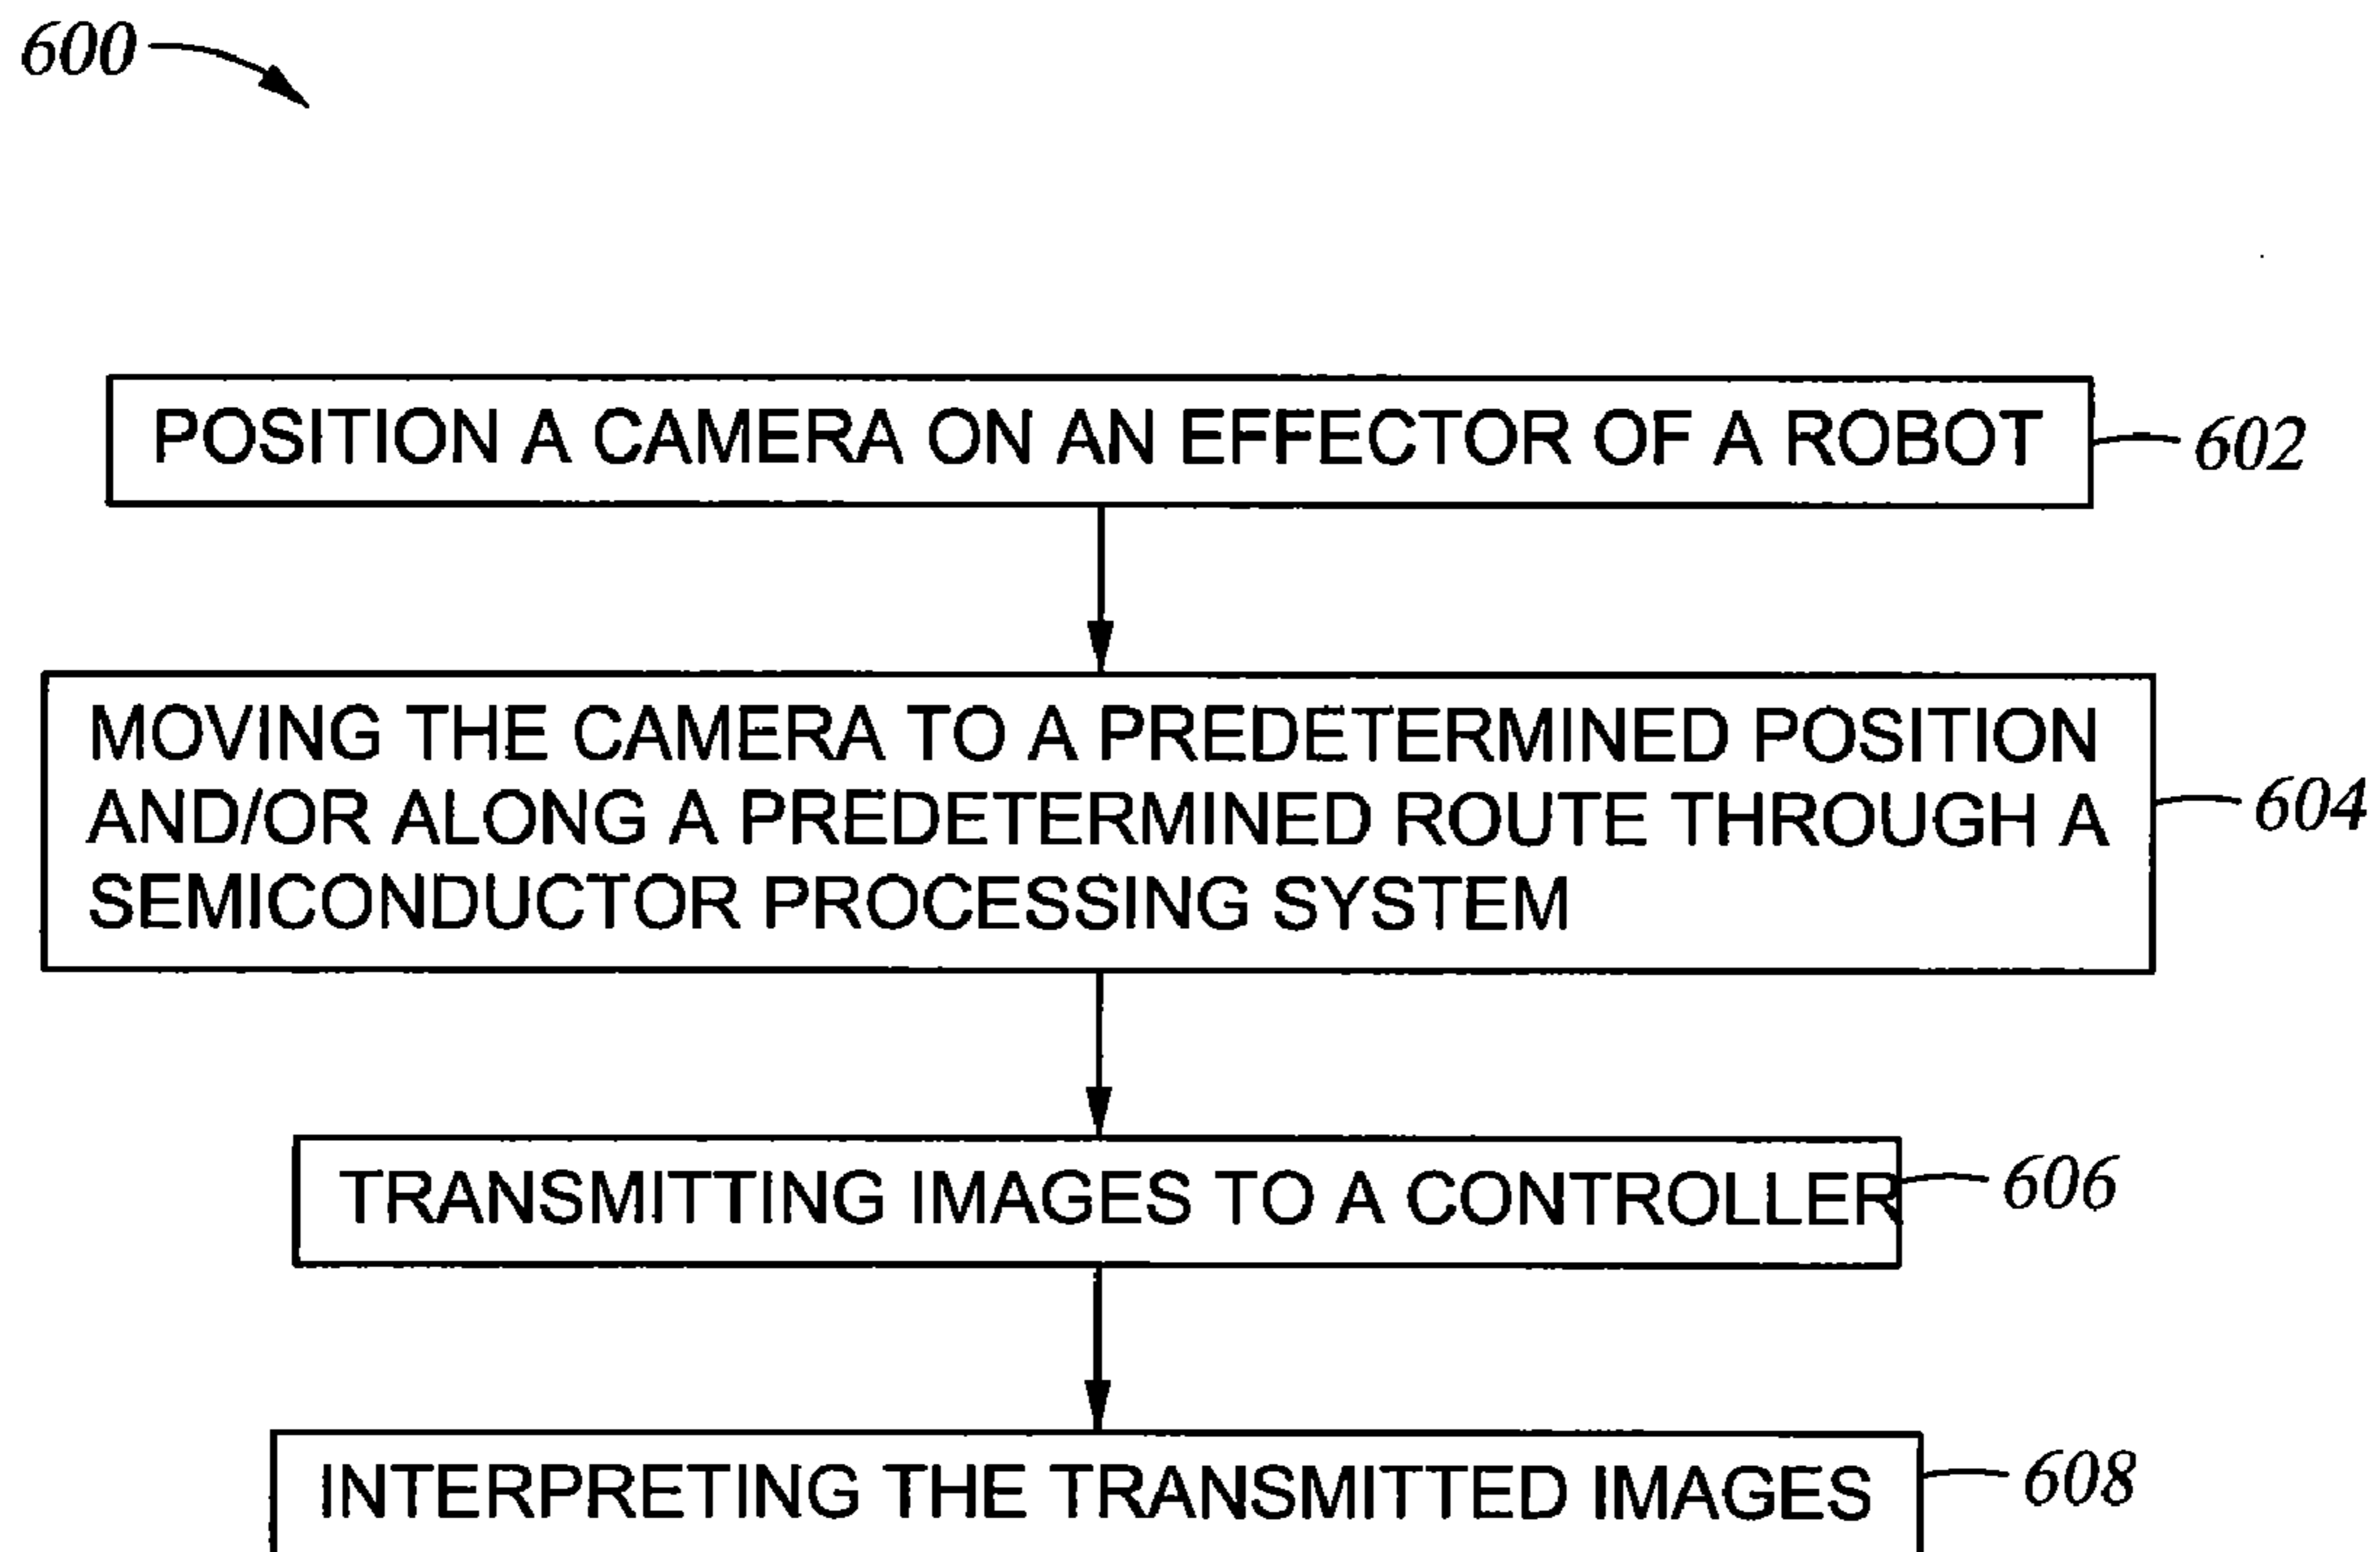 600
POSITION A CAMERA ON AN EFFECTOR OF A ROBOT
602
MOVING THE CAMERA TO A PREDETERMINED POSITION
AND/OR ALONG A PREDETERMINED ROUTE THROUGH A
SEMICONDUCTOR PROCESSING SYSTEM
604
TRANSMITTING IMAGES TO A CONTROLLER
606
INTERPRETING THE TRANSMITTED IMAGES
608